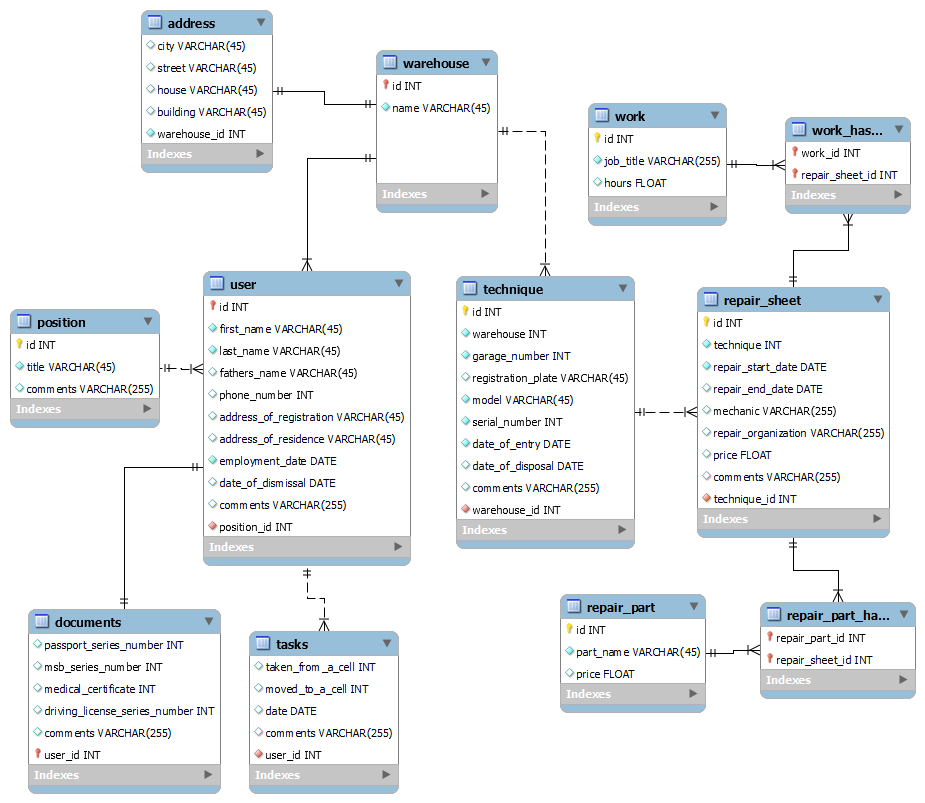 address
city VARCHAR(45)
street VARCHAR(45)
house VARCHAR(45)
building VARCHAR(45)
warehouse_id INT
Indexes
warehouse
id INT
name VARCHAR(45)
Indexes
work
id INT
job_title VARCHAR(255)
hours FLOAT
Indexes
work_has...
work_id INT
repair_sheet_id INT
Indexes
position
id INT
title VARCHAR(45)
comments VARCHAR(255)
Indexes
user
id INT
first_name VARCHAR(45)
last_name VARCHAR(45)
fathers_name VARCHAR(45)
phone_number INT
address_of_registration VARCHAR(45)
address_of_residence VARCHAR(45)
employment_date DATE
date_of_dismissal DATE
comments VARCHAR(255)
position_id INT
Indexes
technique
id INT
warehouse INT
garage_number INT
registration_plate VARCHAR(45)
model VARCHAR(45)
serial_number INT
date_of_entry DATE
date_of_disposal DATE
comments VARCHAR(255)
warehouse_id INT
Indexes
repair_sheet
id INT
technique INT
repair_start_date DATE
repair_end_date DATE
mechanic VARCHAR(255)
repair_organization VARCHAR(255)
price FLOAT
comments VARCHAR(255)
technique_id INT
Indexes
documents
passport_series_number INT
msb_series_number INT
medical_certificate INT
driving_license_series_number INT
comments VARCHAR(255)
user_id INT
Indexes
tasks
taken_from_a_cell INT
moved_to_a_cell INT
date DATE
comments VARCHAR(255)
user_id INT
Indexes
repair_part
id INT
part_name VARCHAR(45)
price FLOAT
Indexes
repair_part_ha...
repair_part_id INT
repair_sheet_id INT
Indexes